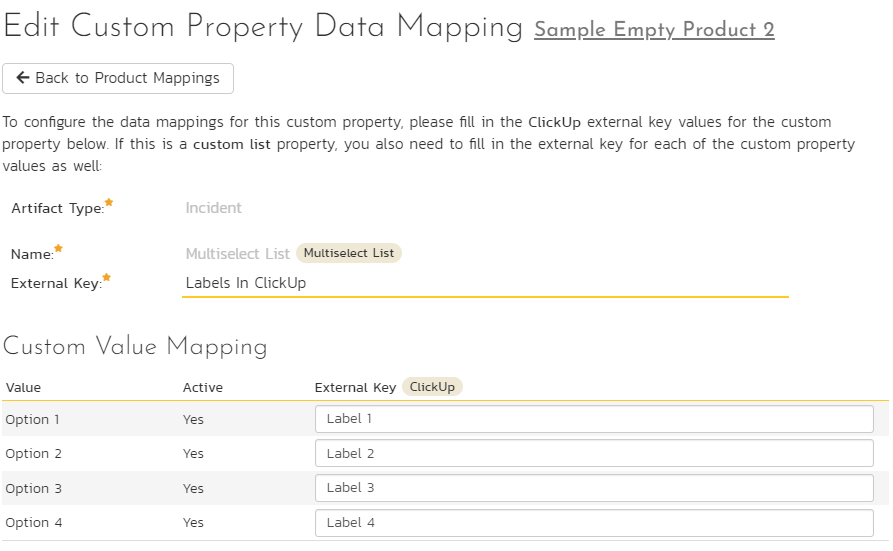 Edit Custom Property Data Mapping Sample Empty Product 2
Back to Product Mappings
To configure the data mappings for this custom property, please fill in the ClickUp external key values for the custom
property below. If this is a custom list property, you also need to fill in the external key for each of the custom property
values as well:
Artifact Type: Incident
Name: Multiselect List Multiselect List
External Key: Labels In ClickUp
Custom Value Mapping
Value Active External Key ClickUp
Option 1 Yes Label 1
Option 2 Yes Label 2
Option 3 Yes Label 3
Option 4 Yes Label 4